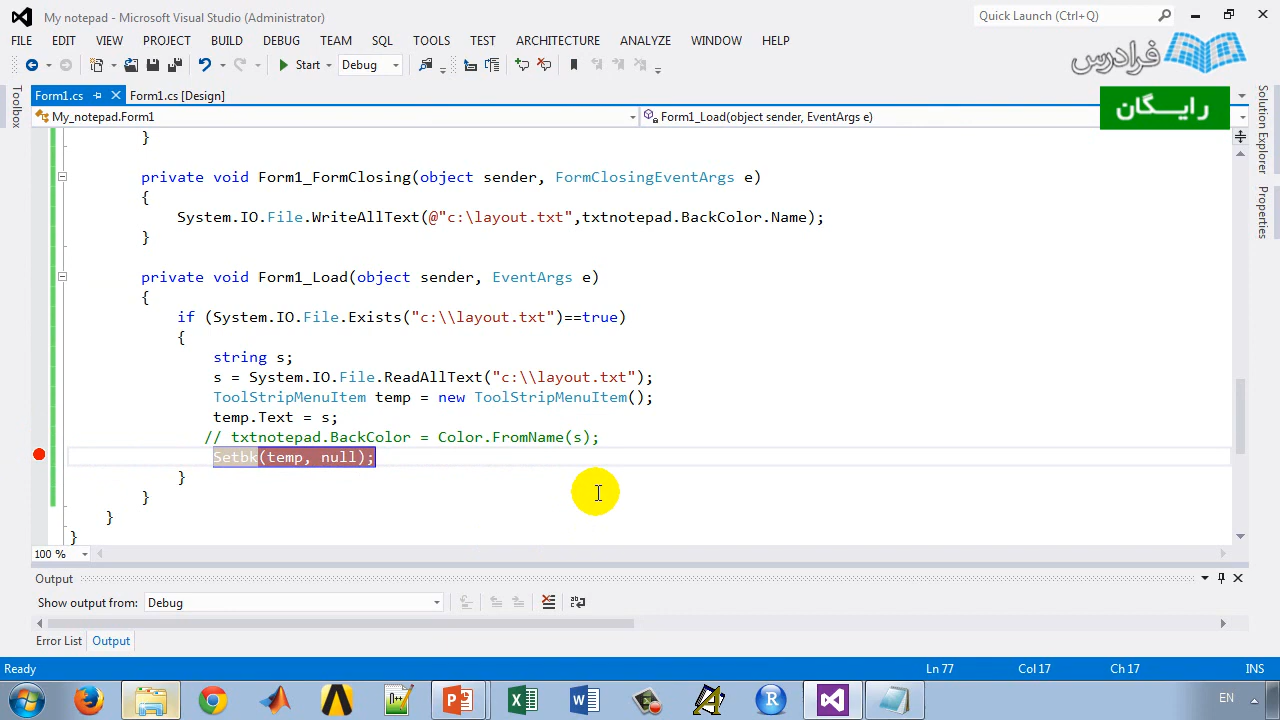 My notepad - Microsoft Visual Studio (Administrator)
Quick Launch (Ctrl+Q)
FILE EDIT VIEW PROJECT BUILD DEBUG TEAM SQL TOOLS TEST ARCHITECTURE ANALYZE WINDOW HELP
فرادرس
Start Debug
رایگان
Form1.cs Form1.cs [Design]
My_notepad.Form1 Form1_Load(object sender, EventArgs e)
Toolbox
Solution Explorer
Properties
}
private void Form1_FormClosing(object sender, FormClosingEventArgs e)
{
System.IO.File.WriteAllText(@"c:\layout.txt",txtnotepad.BackColor.Name);
}
private void Form1_Load(object sender, EventArgs e)
{
if (System.IO.File.Exists("c:\\layout.txt")==true)
{
string s;
s = System.IO.File.ReadAllText("c:\\layout.txt");
ToolStripMenuItem temp = new ToolStripMenuItem();
temp.Text = s;
// txtnotepad.BackColor = Color.FromName(s);
Setbk(temp, null);
}
}
}
}
100 %
Output
Show output from: Debug
Error List Output
Ready Ln 77 Col 17 Ch 17 INS
EN